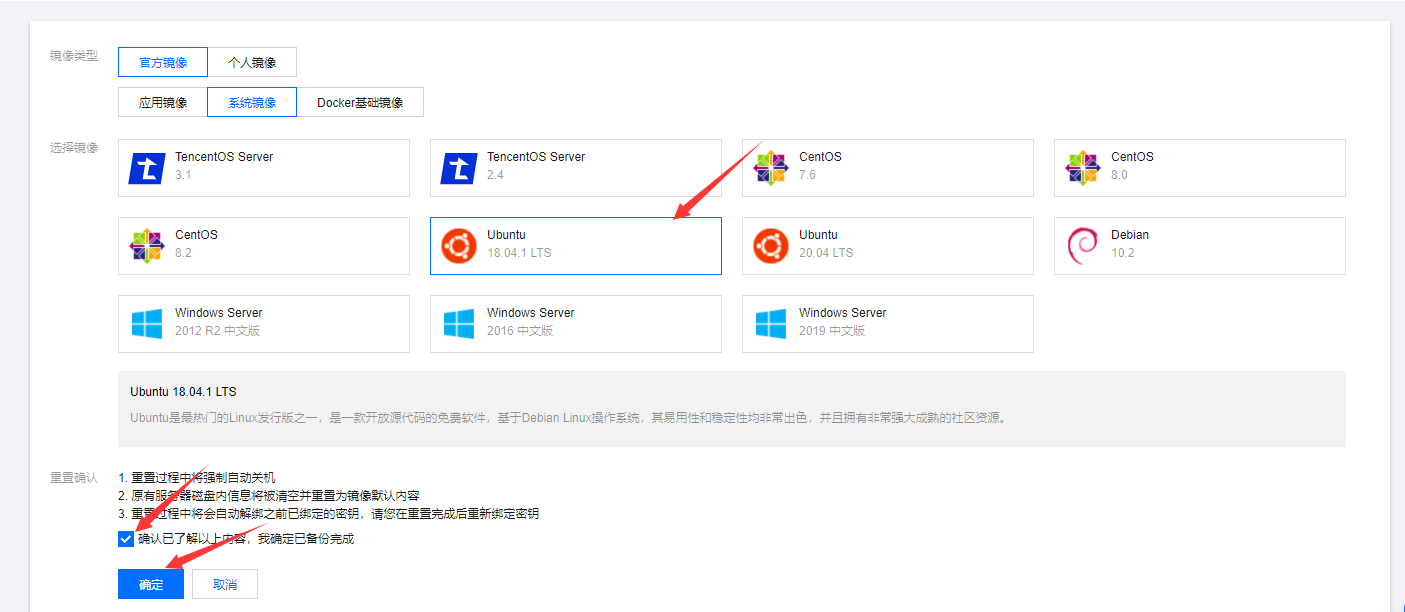 镜像类型
官方镜像 个人镜像
应用镜像 系统镜像 Docker基础镜像
选择镜像
TencentOS Server
3.1
TencentOS Server
2.4
CentOS
7.6
CentOS
8.0
CentOS
8.2
Ubuntu
18.04.1 LTS
Ubuntu
20.04 LTS
Debian
10.2
Windows Server
2012 R2 中文版
Windows Server
2016 中文版
Windows Server
2019 中文版
Ubuntu 18.04.1 LTS
Ubuntu是最热门的Linux发行版之一，是一款开放源代码的免费软件，基于Debian Linux操作系统，其易用性和稳定性均非常出色，并且拥有非常强大成熟的社区资源。
重置确认
1. 重置过程中将强制自动关机
2. 原有服务器磁盘内信息将被清空并重置为镜像默认内容
3. 重置过程中将会自动解绑之前已绑定的密钥，请您在重置完成后重新绑定密钥
确认已了解以上内容，我确定已备份完成
确定 取消